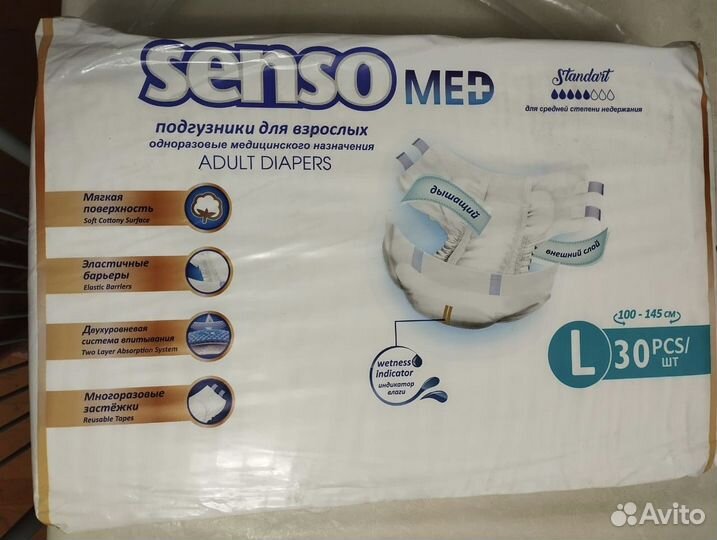 senso MED
Standart
для средней степени недержания
подгузники для взрослых
одноразовые медицинского назначения
ADULT DIAPERS
Мягкая
поверхность
Soft Cottony Surface
Эластичные
барьеры
Elastic Barriers
Двухуровневая
система впитывания
Two Layer Absorption System
Многоразовые
застёжки
Reusable Tapes
дышащий
внешний слой
wetness
indicator
индикатор
влаги
100 - 145 см
L 30 PCS/
шт
Avito